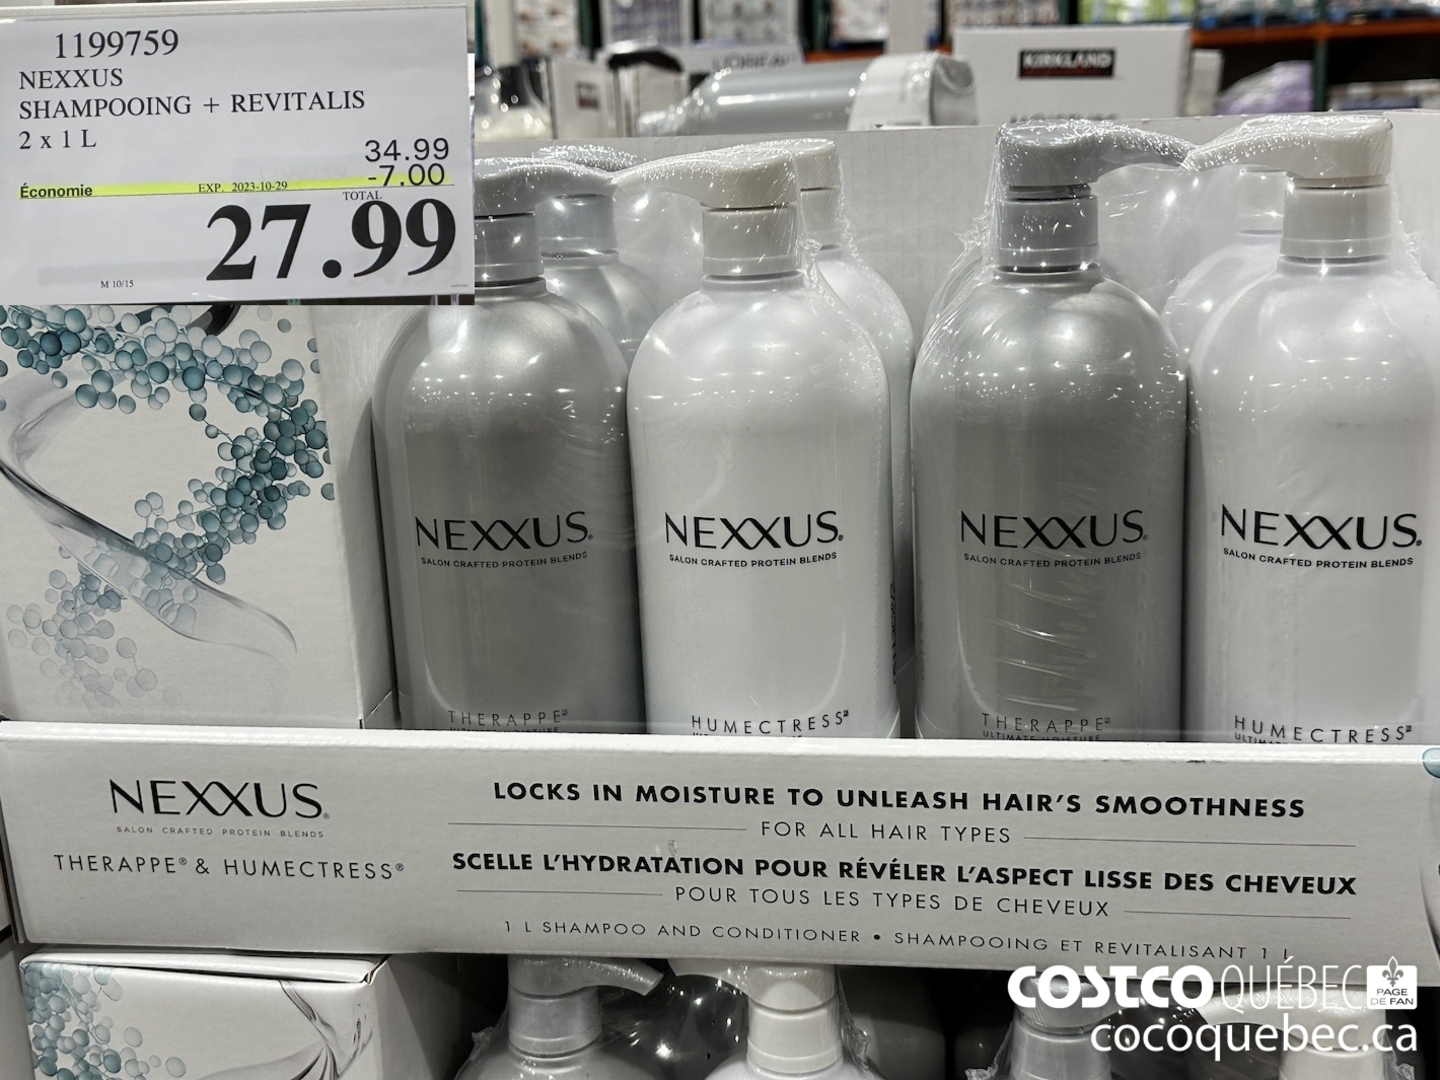 1199759
NEXXUS
SHAMPOOING + REVITALIS
2 x 1 L
34.99
-7.00
Économie
EXP. 2023-10-29
TOTAL
27.99
M 10/15
KIRKLAND
NEXXUS®
SALON CRAFTED PROTEIN BLENDS
THERAPPE
NEXXUS®
SALON CRAFTED PROTEIN BLENDS
HUMECTRESS
NEXXUS®
SALON CRAFTED PROTEIN BLENDS
THERAPPE
ULTIMATE MOISTURE
NEXXUS®
SALON CRAFTED PROTEIN BLENDS
HUMECTRESS
NEXXUS®
SALON CRAFTED PROTEIN BLENDS
THERAPPE® & HUMECTRESS®
LOCKS IN MOISTURE TO UNLEASH HAIR'S SMOOTHNESS
FOR ALL HAIR TYPES
SCELLE L'HYDRATATION POUR RÉVÉLER L'ASPECT LISSE DES CHEVEUX
POUR TOUS LES TYPES DE CHEVEUX
1 L SHAMPOO AND CONDITIONER • SHAMPOOING ET REVITALISANT 1 L
COSTCO QUÉBEC
PAGE
DE FAN
cocoquebec.ca